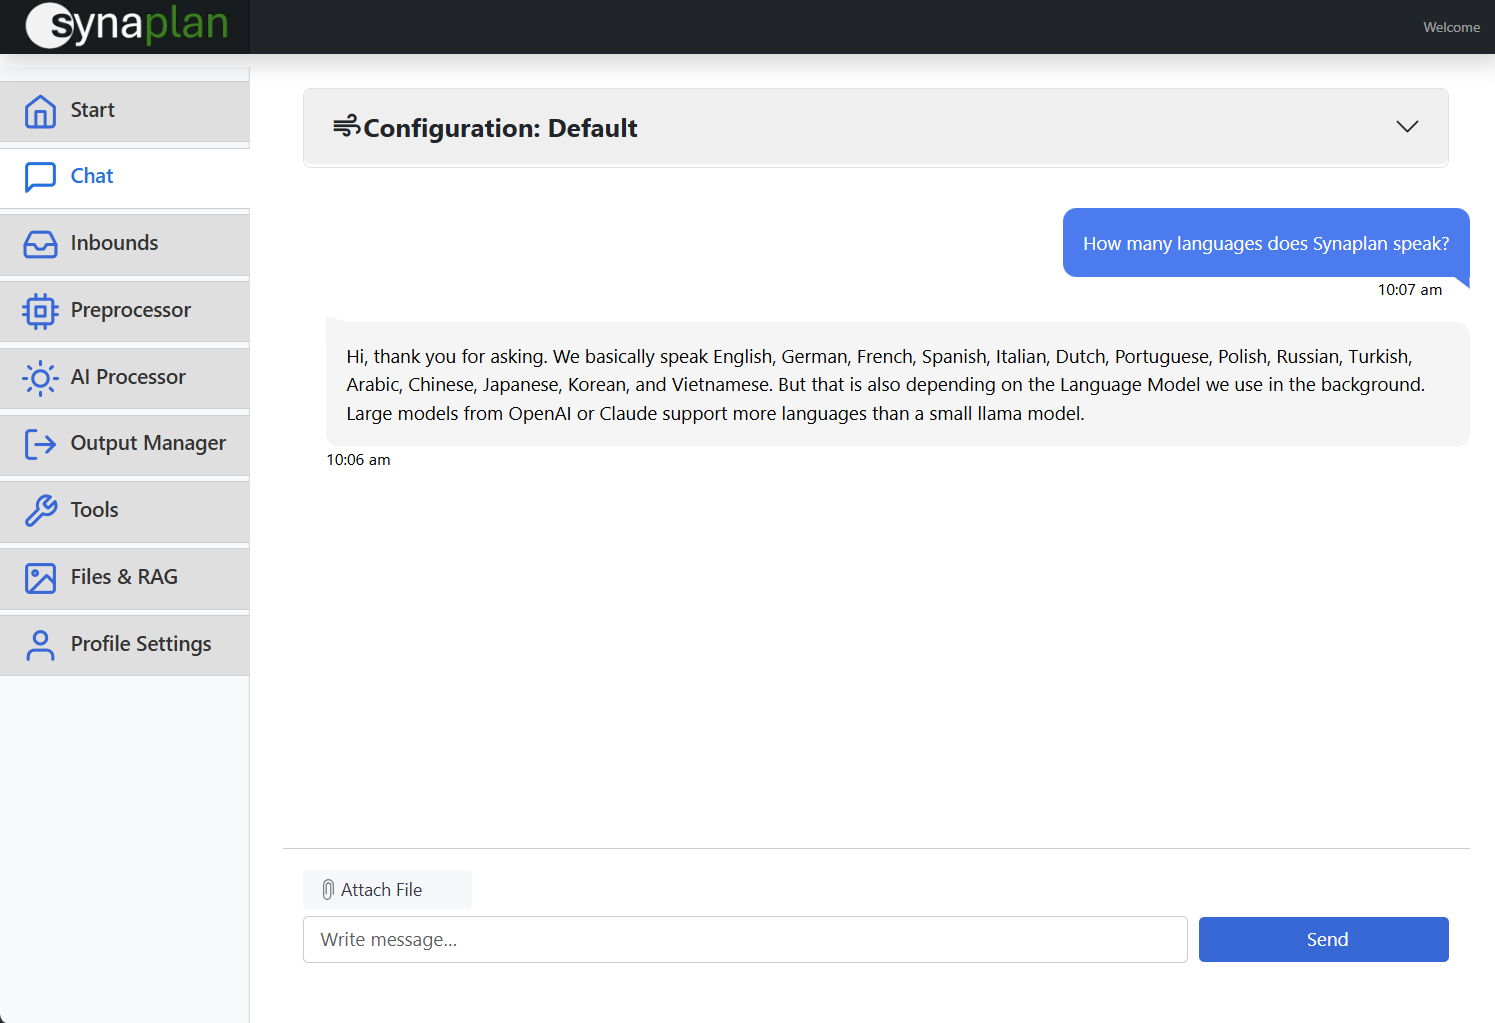 synaplan
Welcome
Start
Chat
Inbounds
Preprocessor
AI Processor
Output Manager
Tools
Files & RAG
Profile Settings
Configuration: Default
How many languages does Synaplan speak?
10:07 am
Hi, thank you for asking. We basically speak English, German, French, Spanish, Italian, Dutch, Portuguese, Polish, Russian, Turkish,
Arabic, Chinese, Japanese, Korean, and Vietnamese. But that is also depending on the Language Model we use in the background.
Large models from OpenAI or Claude support more languages than a small llama model.
10:06 am
Attach File
Write message...
Send